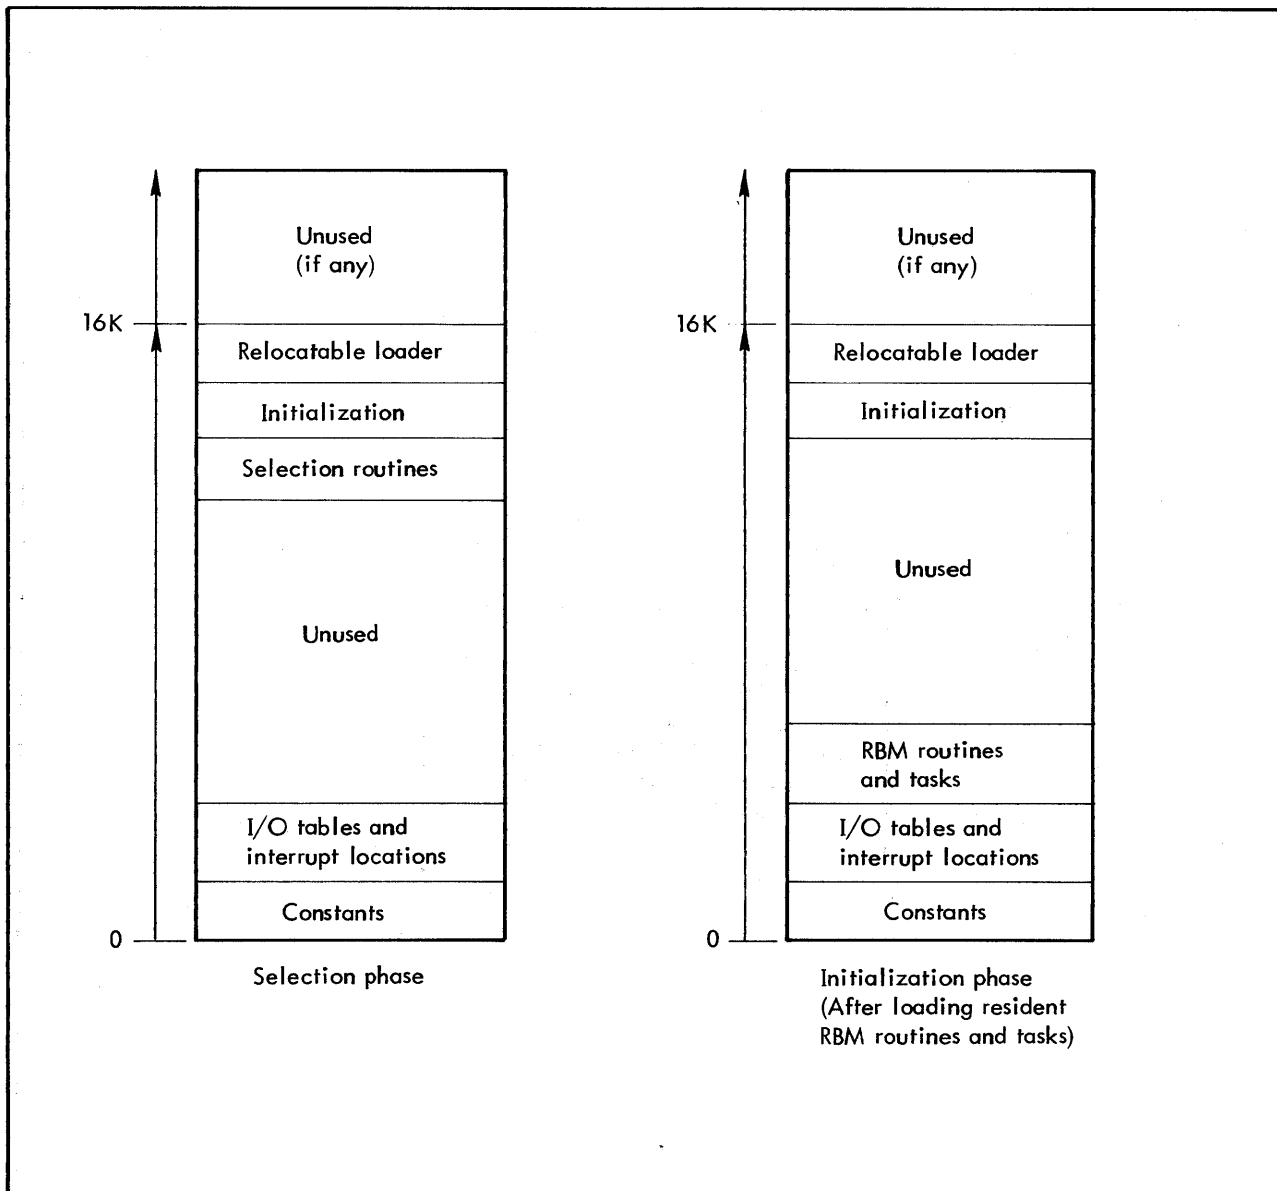 Unused
(if any)
16K
Relocatable loader
Initialization
Selection routines
Unused
I/O tables and
interrupt locations
Constants
0
Selection phase
Unused
(if any)
16K
Relocatable loader
Initialization
Unused
RBM routines
and tasks
I/O tables and
interrupt locations
Constants
0
Initialization phase
(After loading resident
RBM routines and tasks)